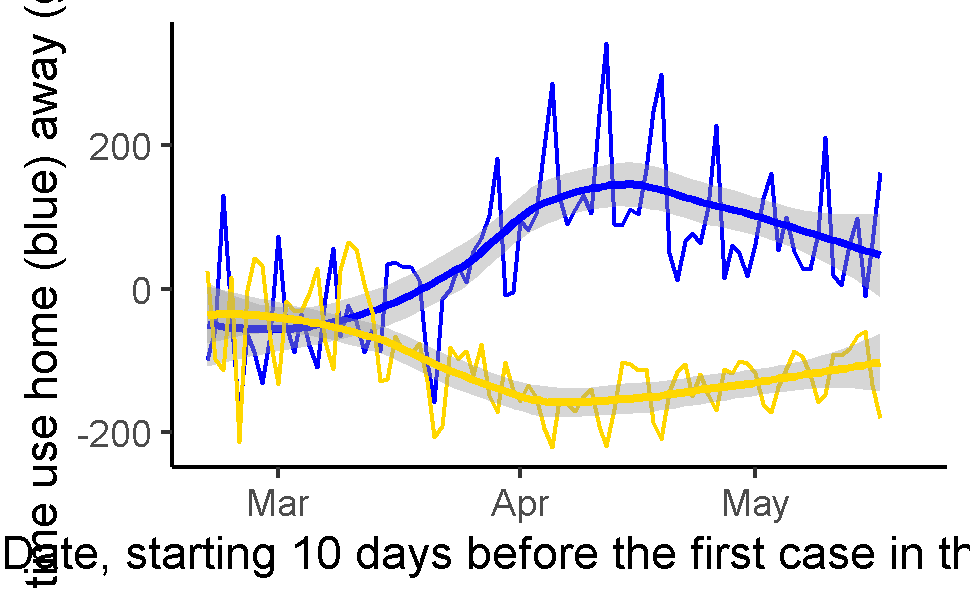 time use home (blue) away (
200
0
-200
Mar Apr May
Date, starting 10 days before the first case in th